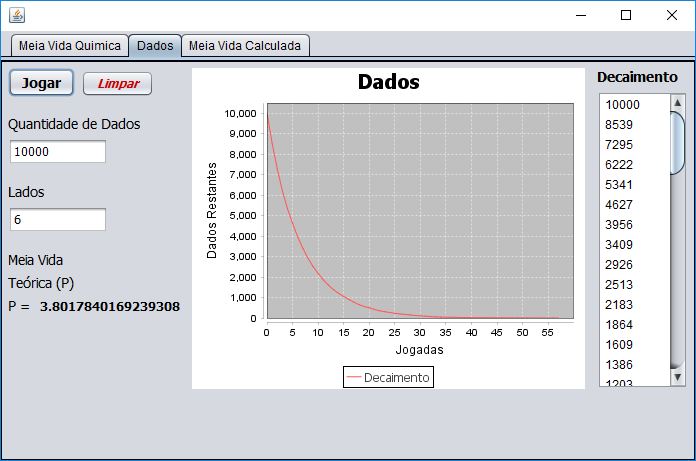 Meia Vida Quimica
Dados
Meia Vida Calculada
Jogar
Limpar
Quantidade de Dados
10000
Lados
6
Meia Vida
Teórica (P)
P = 3.8017840169239308
Dados
Dados Restantes
10,000
9,000
8,000
7,000
6,000
5,000
4,000
3,000
2,000
1,000
0
0 5 10 15 20 25 30 35 40 45 50 55
Jogadas
Decaimento
Decaimento
10000
8539
7295
6222
5341
4627
3956
3409
2926
2513
2183
1864
1609
1386
1203